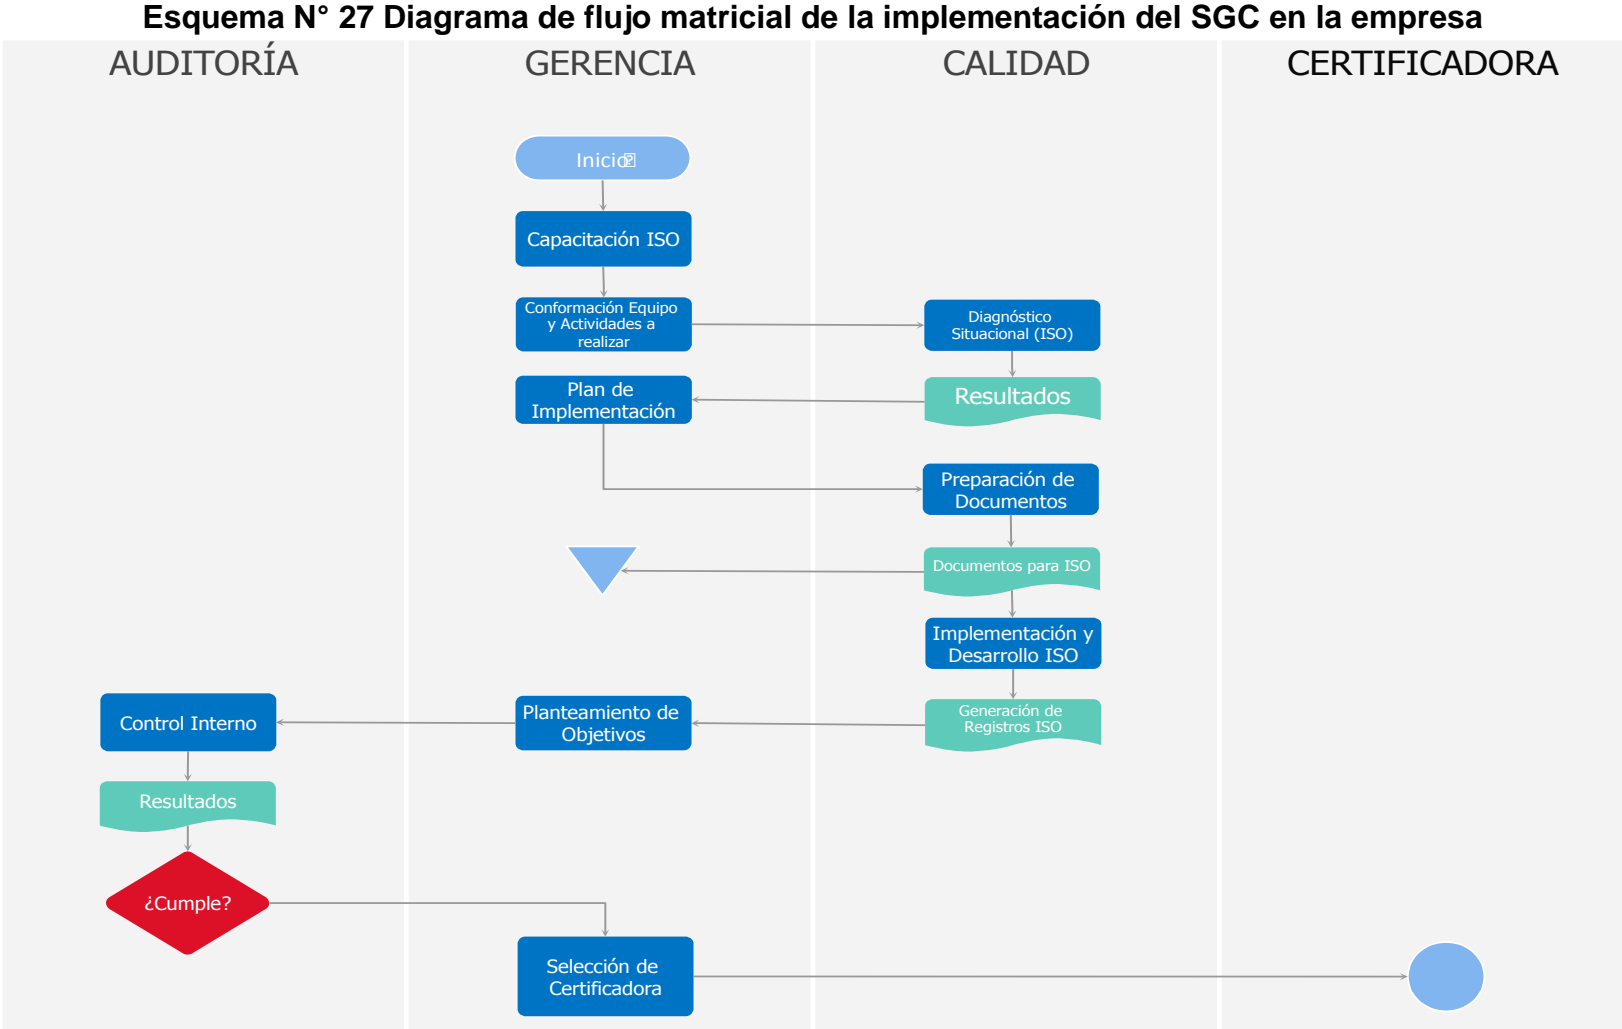 Esquema N° 27 Diagrama de flujo matricial de la implementación del SGC en la empresa
AUDITORÍA
GERENCIA
CALIDAD
CERTIFICADORA
Inicio
Capacitación ISO
Conformación Equipo
y Actividades a
realizar
Diagnóstico
Situacional (ISO)
Plan de
Implementación
Resultados
Preparación de
Documentos
Documentos para ISO
Implementación y
Desarrollo ISO
Generación de
Registros ISO
Planteamiento de
Objetivos
Control Interno
Resultados
¿Cumple?
Selección de
Certificadora